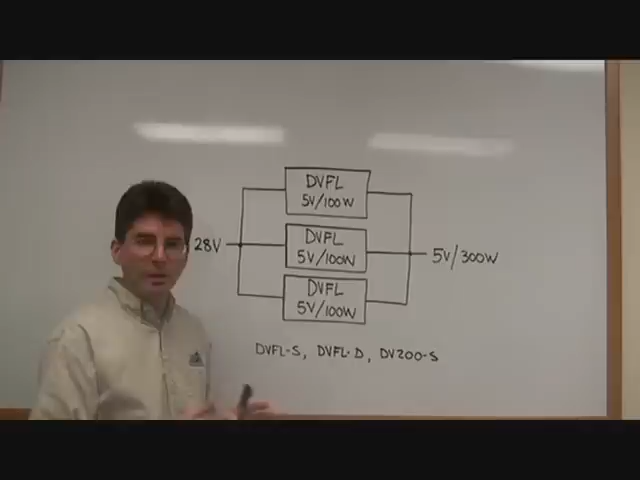 DVFL
5V/100W
28V
DVFL
5V/100W
5V/300W
DVFL
5V/100W
DVFL-S, DVFL-D, DV200-S